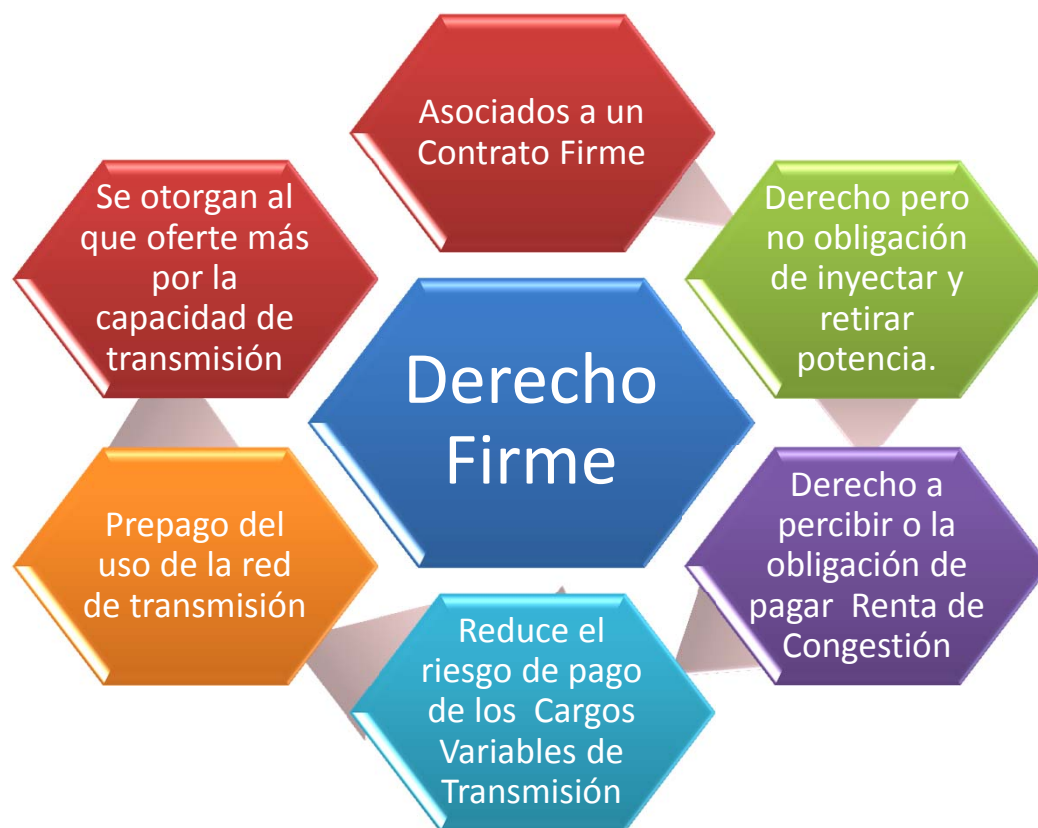 Asociados a un
Contrato Firme
Derecho pero
no obligación
de inyectar y
retirar
potencia.
Derecho a
percibir o la
obligación de
pagar Renta de
Congestión
Reduce el
riesgo de pago
de los Cargos
Variables de
Transmisión
Prepago del
uso de la red
de transmisión
Se otorgan al
que oferte más
por la
capacidad de
transmisión
Derecho
Firme